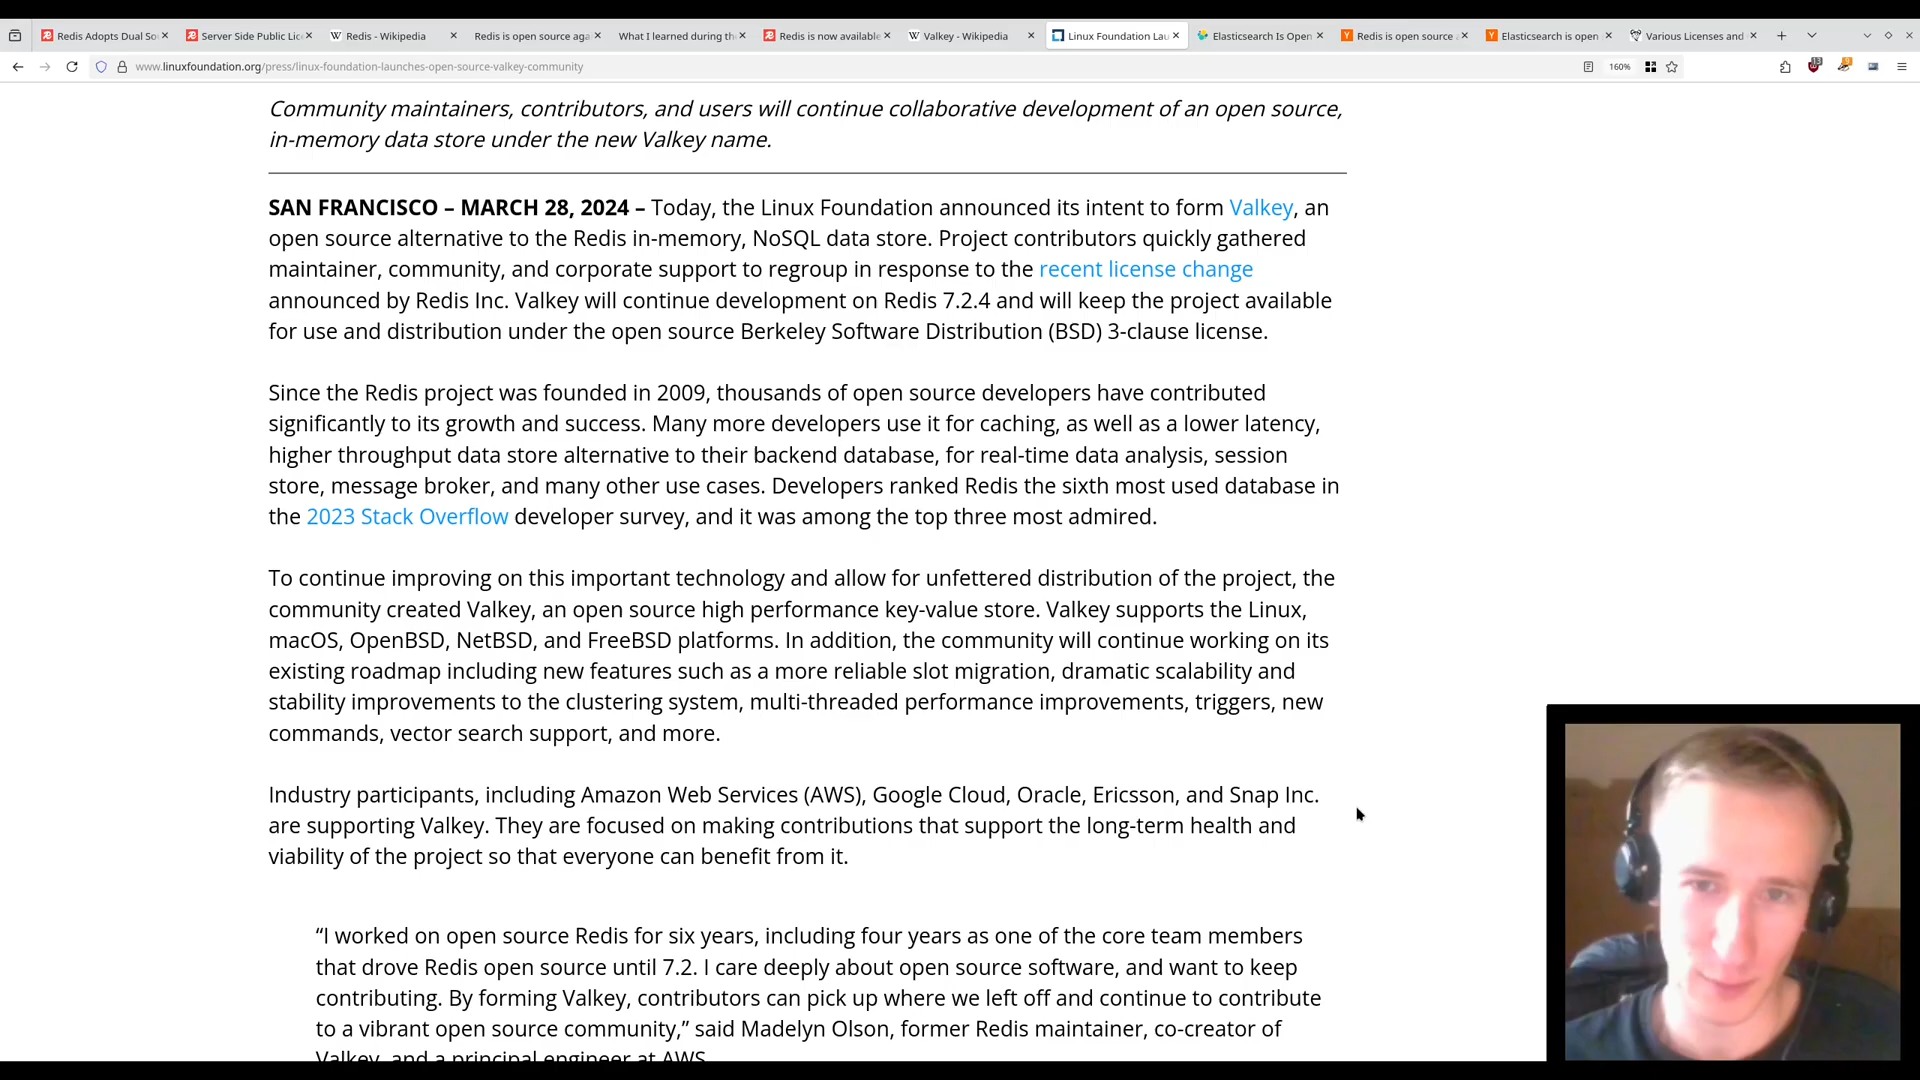 Redis Adopts Dual So
Server Side Public Lic
Redis - Wikipedia
Redis is open source aga
What I learned during th
Redis is now available
Valkey - Wikipedia
Linux Foundation Lau
Elasticsearch Is Open
Redis is open source
Elasticsearch is open
Various Licenses and
www.linuxfoundation.org/press/linux-foundation-launches-open-source-valkey-community
160%
Community maintainers, contributors, and users will continue collaborative development of an open source,
in-memory data store under the new Valkey name.
SAN FRANCISCO – MARCH 28, 2024 – Today, the Linux Foundation announced its intent to form Valkey, an
open source alternative to the Redis in-memory, NoSQL data store. Project contributors quickly gathered
maintainer, community, and corporate support to regroup in response to the recent license change
announced by Redis Inc. Valkey will continue development on Redis 7.2.4 and will keep the project available
for use and distribution under the open source Berkeley Software Distribution (BSD) 3-clause license.
Since the Redis project was founded in 2009, thousands of open source developers have contributed
significantly to its growth and success. Many more developers use it for caching, as well as a lower latency,
higher throughput data store alternative to their backend database, for real-time data analysis, session
store, message broker, and many other use cases. Developers ranked Redis the sixth most used database in
the 2023 Stack Overflow developer survey, and it was among the top three most admired.
To continue improving on this important technology and allow for unfettered distribution of the project, the
community created Valkey, an open source high performance key-value store. Valkey supports the Linux,
macOS, OpenBSD, NetBSD, and FreeBSD platforms. In addition, the community will continue working on its
existing roadmap including new features such as a more reliable slot migration, dramatic scalability and
stability improvements to the clustering system, multi-threaded performance improvements, triggers, new
commands, vector search support, and more.
Industry participants, including Amazon Web Services (AWS), Google Cloud, Oracle, Ericsson, and Snap Inc.
are supporting Valkey. They are focused on making contributions that support the long-term health and
viability of the project so that everyone can benefit from it.
“I worked on open source Redis for six years, including four years as one of the core team members
that drove Redis open source until 7.2. I care deeply about open source software, and want to keep
contributing. By forming Valkey, contributors can pick up where we left off and continue to contribute
to a vibrant open source community,” said Madelyn Olson, former Redis maintainer, co-creator of
Valkey, and a principal engineer at AWS.